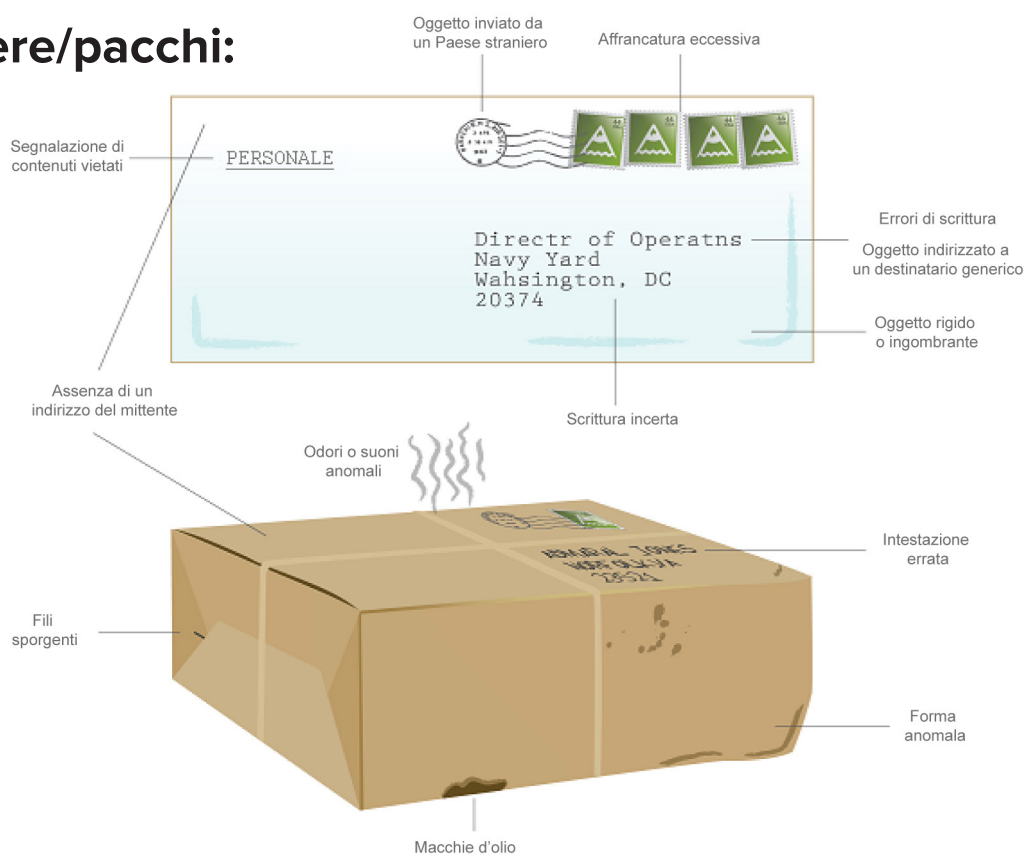 ere/pacchi:
Oggetto inviato da
un Paese straniero
Affrancatura eccessiva
Segnalazione di
contenuti vietati
PERSONALE
Directr of Operatns
Navy Yard
Wahsington, DC
20374
Errori di scrittura
Oggetto indirizzato a
un destinatario generico
Oggetto rigido
o ingombrante
Assenza di un
indirizzo del mittente
Scrittura incerta
Odori o suoni
anomali
Intestazione
errata
Fili
sporgenti
Forma
anomala
Macchie d'olio